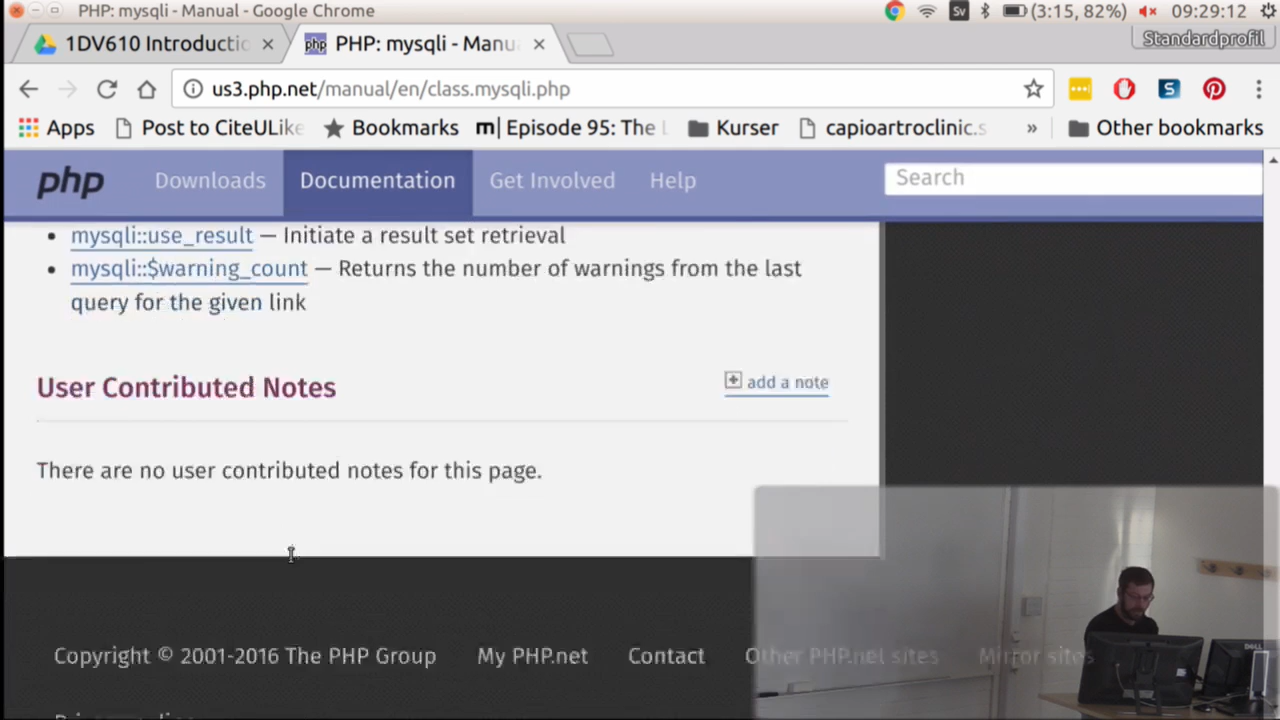 PHP: mysqli - Manual - Google Chrome
Sv (3:15, 82%) 09:29:12
1DV610 Introductic
php PHP: mysqli - Manu
Standardprofil
us3.php.net/manual/en/class.mysqli.php
Apps Post to CiteULike Bookmarks m| Episode 95: The L Kurser capioartroclinic.s » Other bookmarks
php Downloads Documentation Get Involved Help Search
mysqli::use_result — Initiate a result set retrieval
mysqli::$warning_count — Returns the number of warnings from the last
query for the given link
User Contributed Notes
add a note
There are no user contributed notes for this page.
Copyright © 2001-2016 The PHP Group My PHP.net Contact Other PHP.net sites Mirror sites
DELL